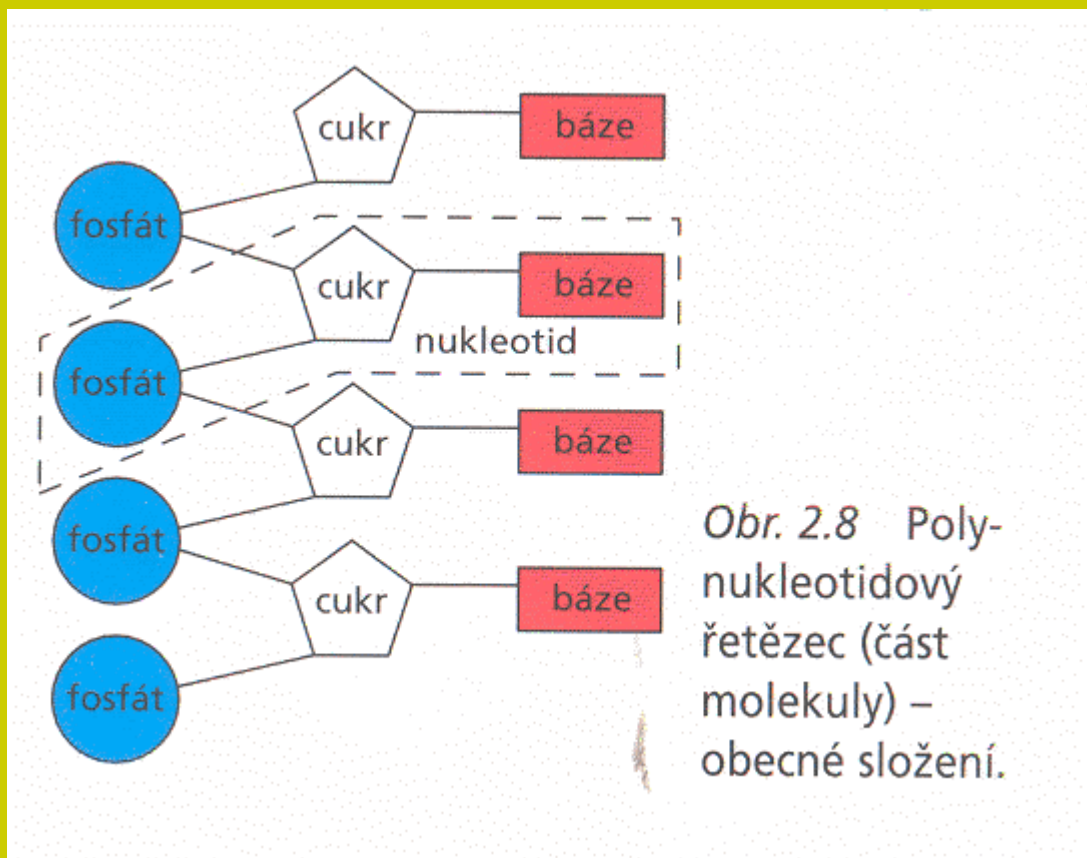 cukr báze
fosfát
cukr báze
nukleotid
fosfát
cukr báze
fosfát
cukr báze
fosfát
Obr. 2.8 Poly-
nukleotidový
řetězec (část
molekuly) –
obecné složení.